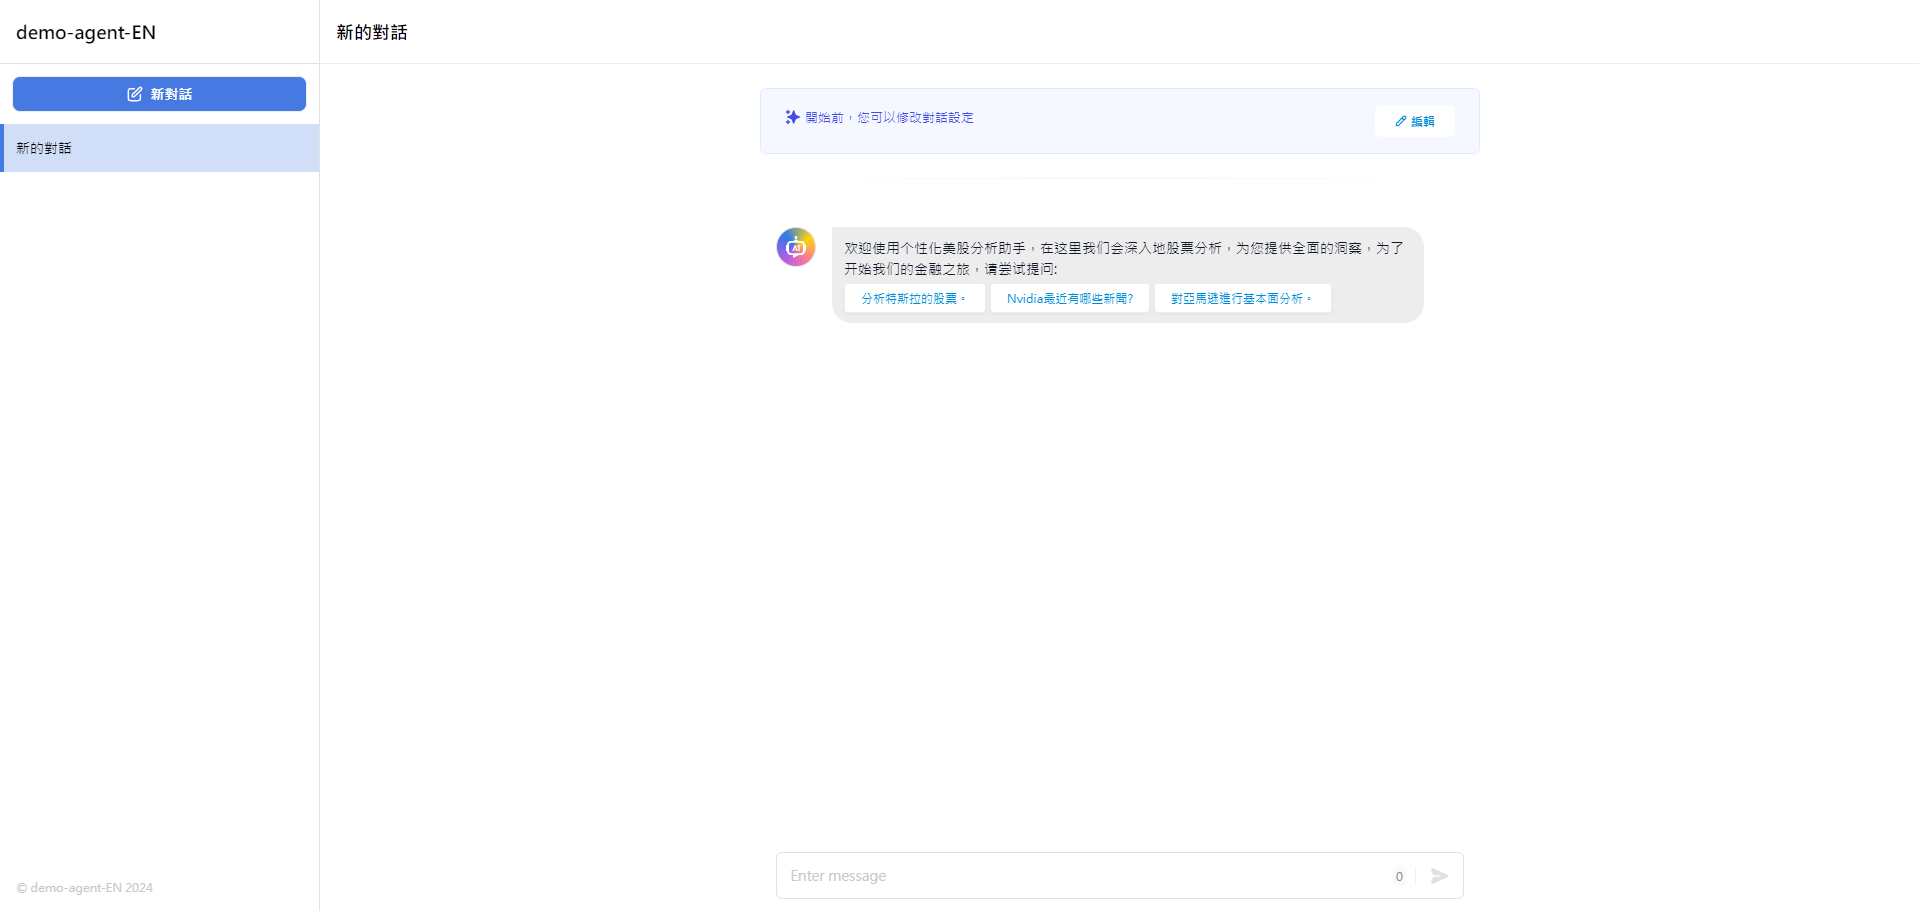 demo-agent-EN
新的對話
新對話
新的對話
開始前，您可以修改對話設定
編輯
AI
欢迎使用个性化美股分析助手，在这里我们会深入地股票分析，为您提供全面的洞察，为了
开始我们的金融之旅，请尝试提问:
分析特斯拉的股票。
Nvidia最近有哪些新聞?
對亞馬遜進行基本面分析。
Enter message
0
© demo-agent-EN 2024